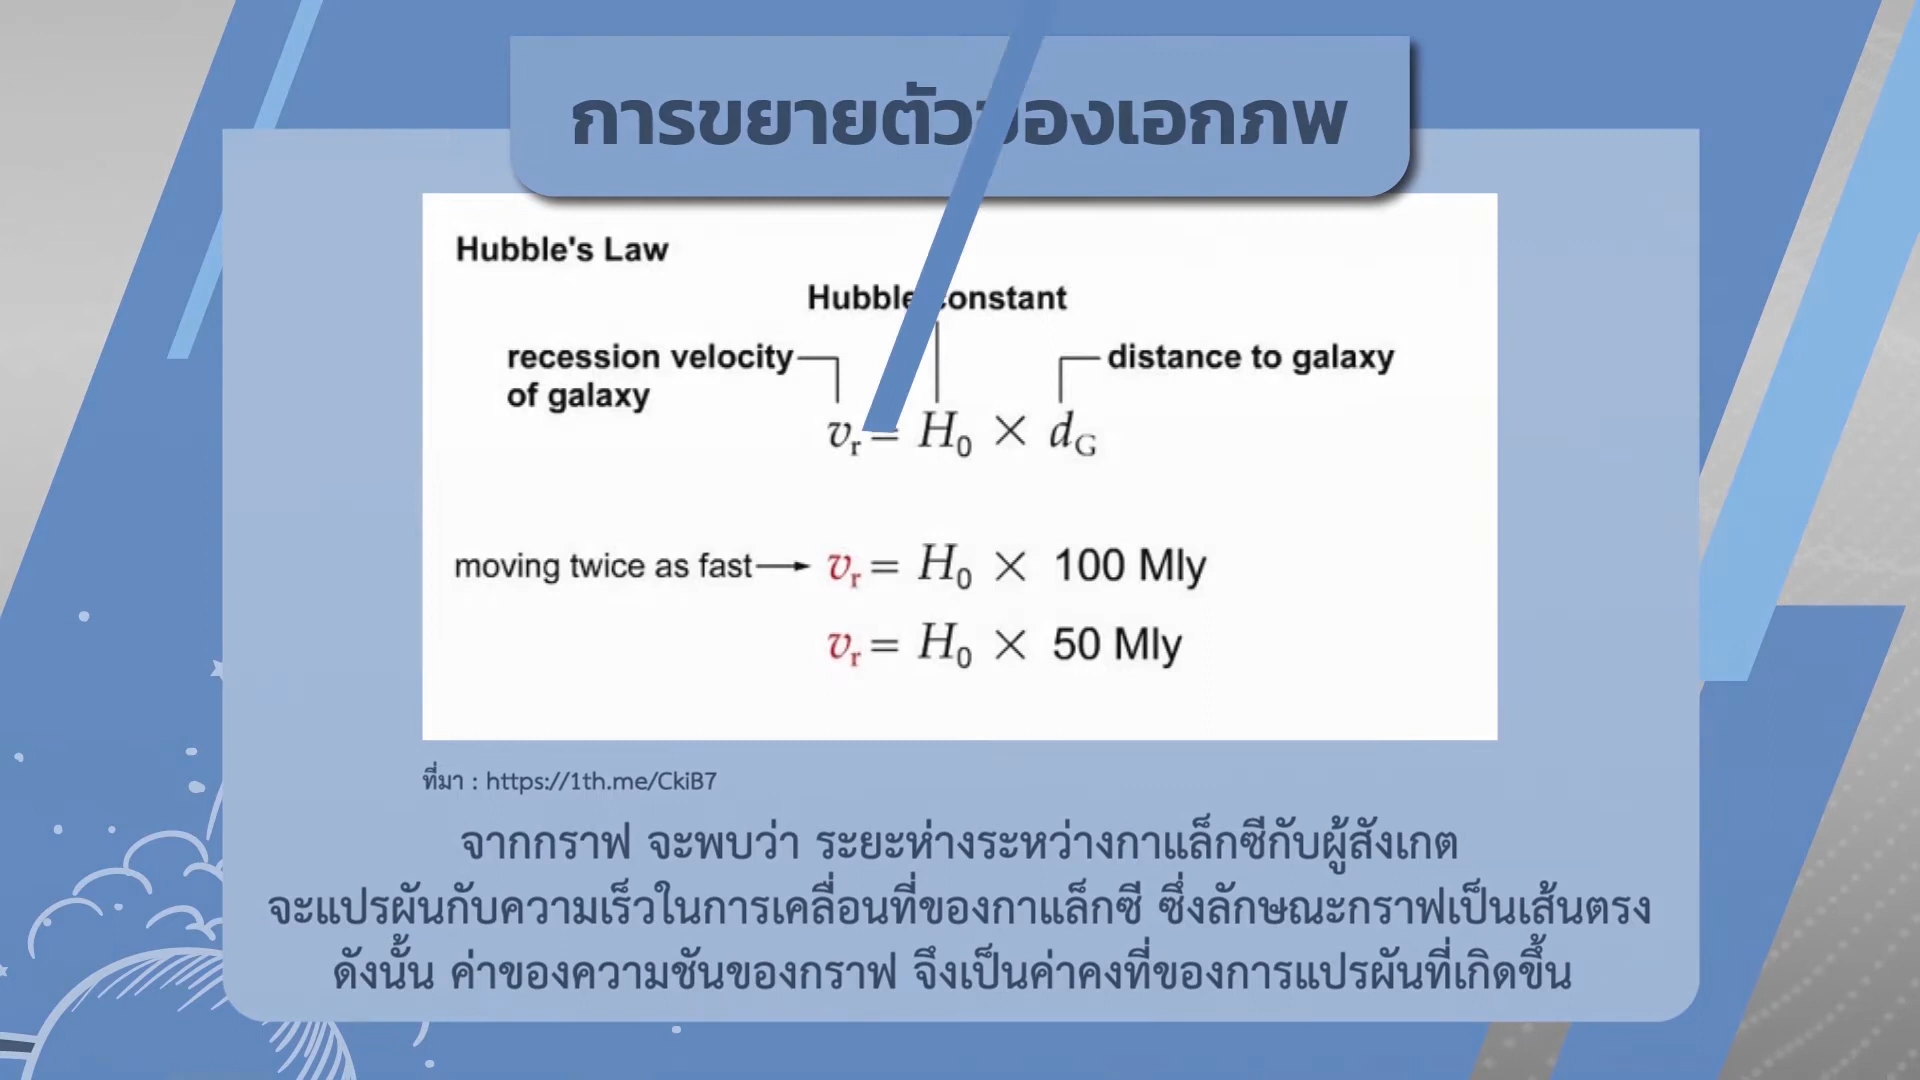 การขยายตัวของเอกภพ
Hubble's Law
Hubble constant
recession velocity
of galaxy
distance to galaxy
vr = H0 × dG
moving twice as fast → vr = H0 × 100 Mly
vr = H0 × 50 Mly
ที่มา : https://1th.me/CkiB7
จากกราฟ จะพบว่า ระยะห่างระหว่างกาแล็กซีกับผู้สังเกต
จะแปรผันกับความเร็วในการเคลื่อนที่ของกาแล็กซี ซึ่งลักษณะกราฟเป็นเส้นตรง
ดังนั้น ค่าของความชันของกราฟ จึงเป็นค่าคงที่ของการแปรผันที่เกิดขึ้น